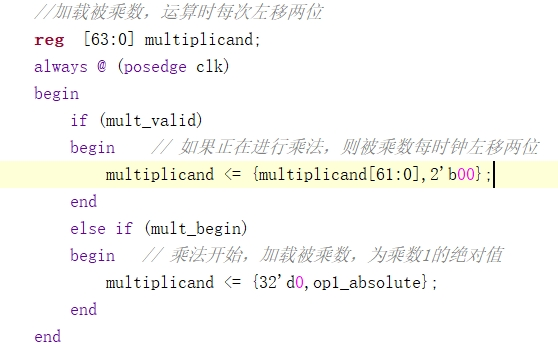 //加载被乘数，运算时每次左移两位
reg  [63:0] multiplicand;
always @ (posedge clk)
begin
    if (mult_valid)
    begin    // 如果正在进行乘法，则被乘数每时钟左移两位
        multiplicand <= {multiplicand[61:0],2'b00};
    end
    else if (mult_begin)
    begin   // 乘法开始，加载被乘数，为乘数1的绝对值
        multiplicand <= {32'd0,op1_absolute};
    end
end